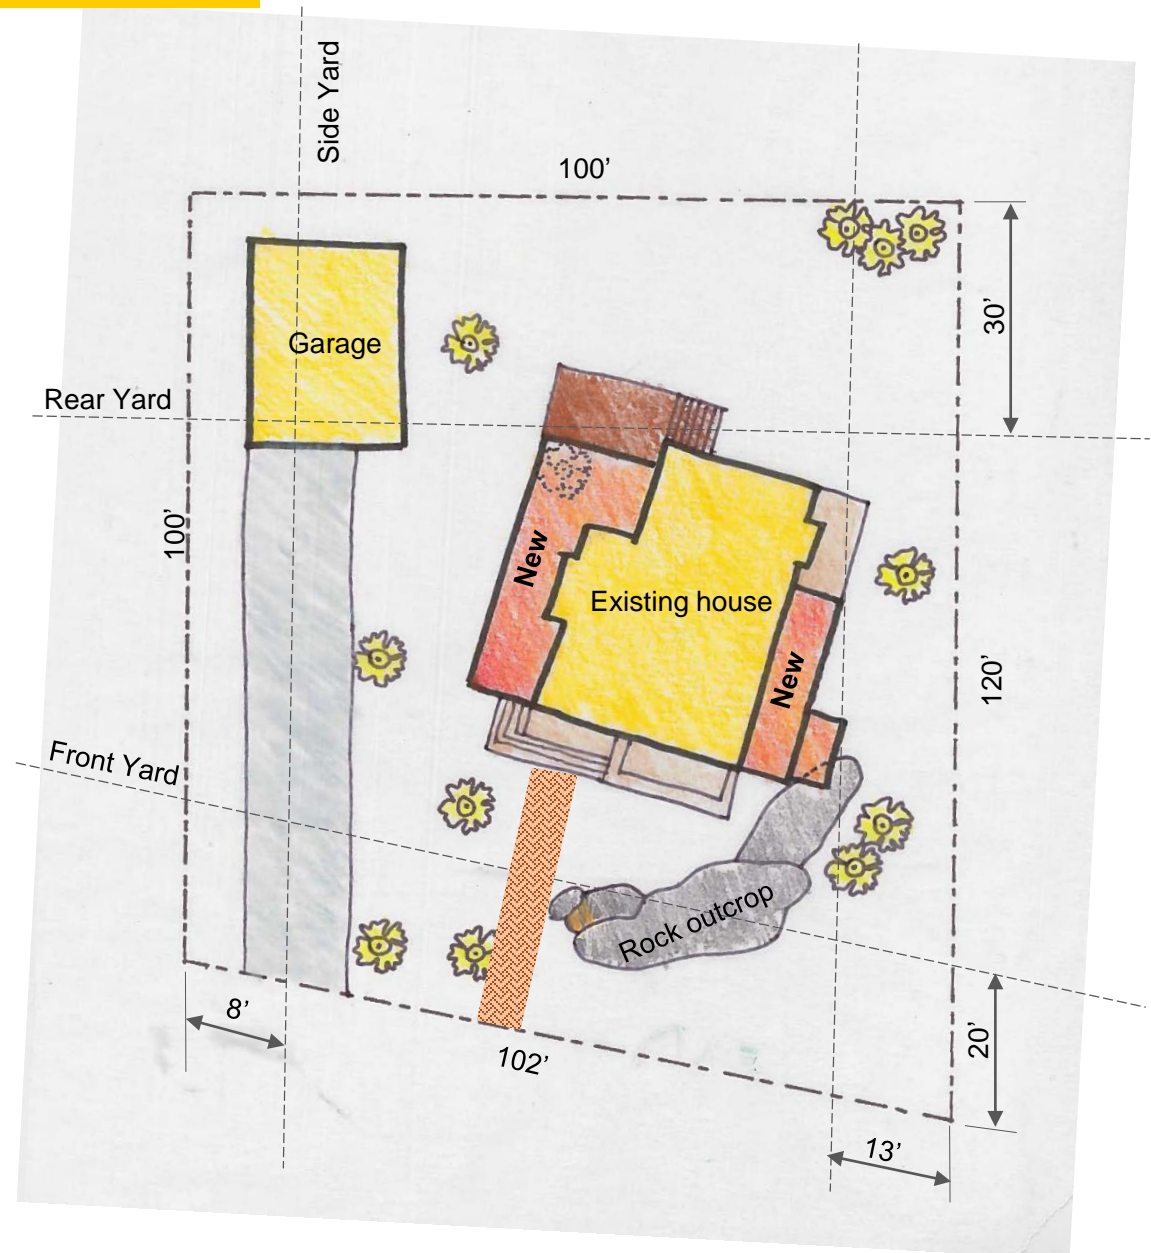 Side Yard
100’
30’
Garage
Rear Yard
100’
New
Existing house
New
120’
Front Yard
Rock outcrop
8’
20’
102’
13’